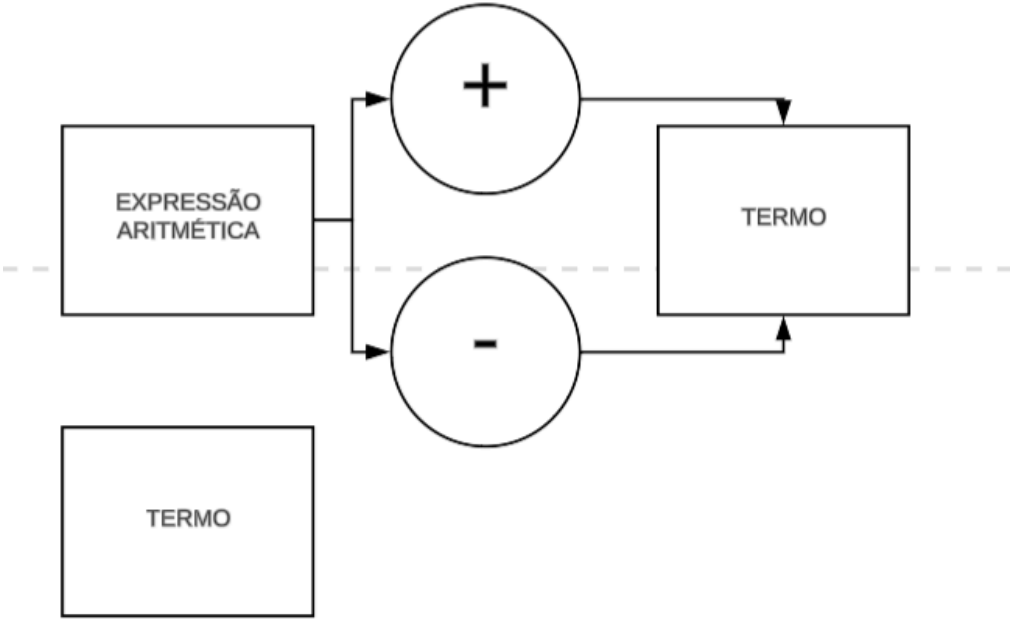 +
EXPRESSÃO
ARITMÉTICA
TERMO
-
TERMO